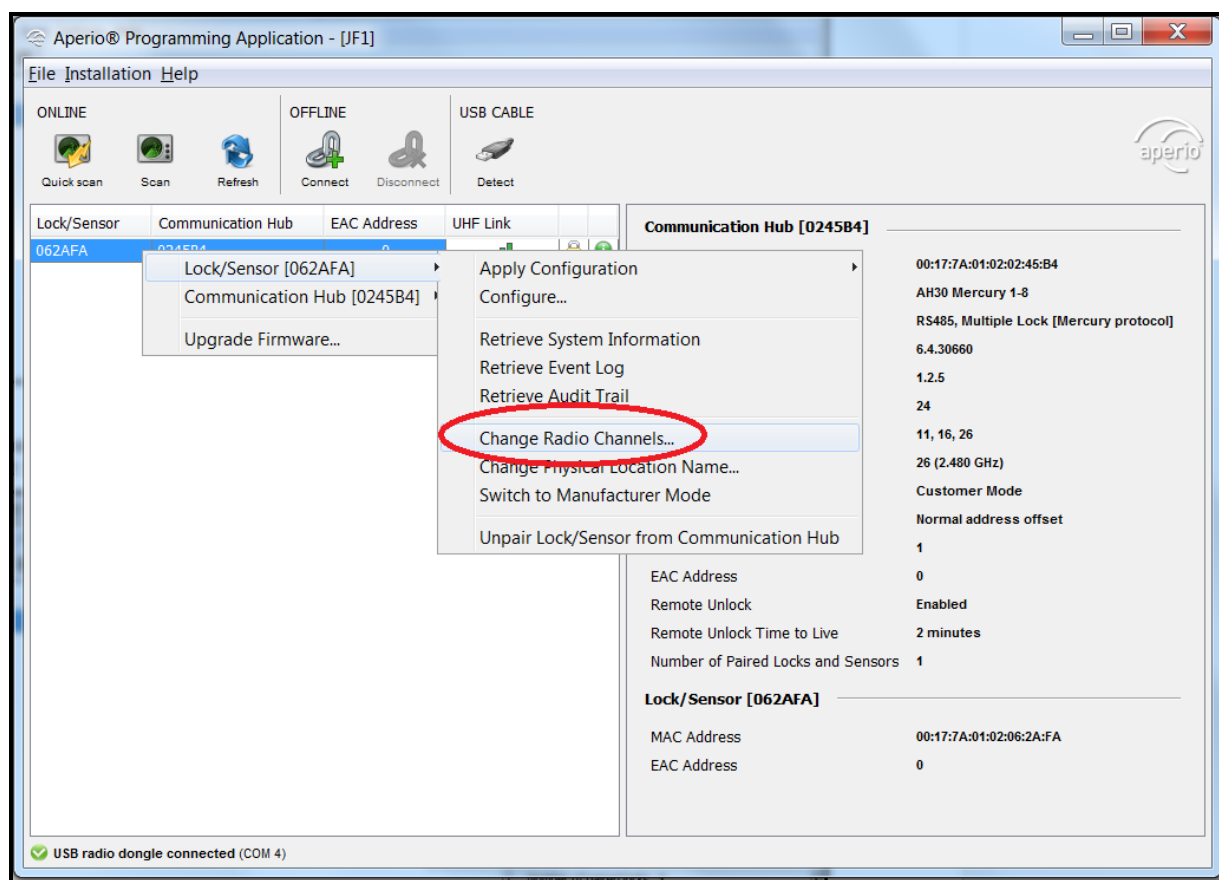 Aperio® Programming Application - [JF1]
File Installation Help
ONLINE OFFLINE USB CABLE
Quick scan Scan Refresh Connect Disconnect Detect
aperio
Lock/Sensor Communication Hub EAC Address UHF Link
062AFA 0245B4 0
Lock/Sensor [062AFA]
Communication Hub [0245B4]
Upgrade Firmware...
Apply Configuration
Configure...
Retrieve System Information
Retrieve Event Log
Retrieve Audit Trail
Change Radio Channels...
Change Physical Location Name...
Switch to Manufacturer Mode
Unpair Lock/Sensor from Communication Hub
Communication Hub [0245B4]
00:17:7A:01:02:02:45:B4
AH30 Mercury 1-8
RS485, Multiple Lock [Mercury protocol]
6.4.30660
1.2.5
24
11, 16, 26
26 (2.480 GHz)
Customer Mode
Normal address offset
1
EAC Address 0
Remote Unlock Enabled
Remote Unlock Time to Live 2 minutes
Number of Paired Locks and Sensors 1
Lock/Sensor [062AFA]
MAC Address 00:17:7A:01:02:06:2A:FA
EAC Address 0
USB radio dongle connected (COM 4)